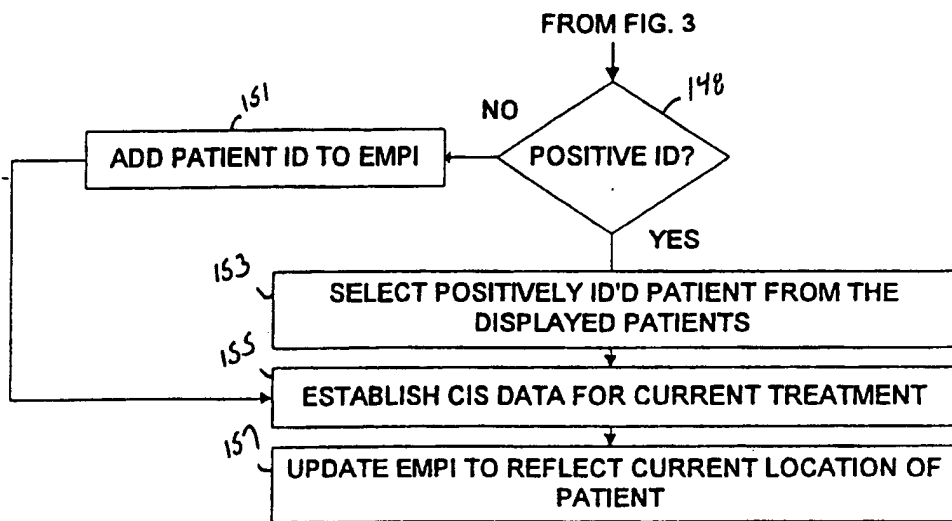 FROM FIG. 3
148
NO
151
ADD PATIENT ID TO EMPI
POSITIVE ID?
YES
153
SELECT POSITIVELY ID'D PATIENT FROM THE
DISPLAYED PATIENTS
155
ESTABLISH CIS DATA FOR CURRENT TREATMENT
157
UPDATE EMPI TO REFLECT CURRENT LOCATION OF
PATIENT